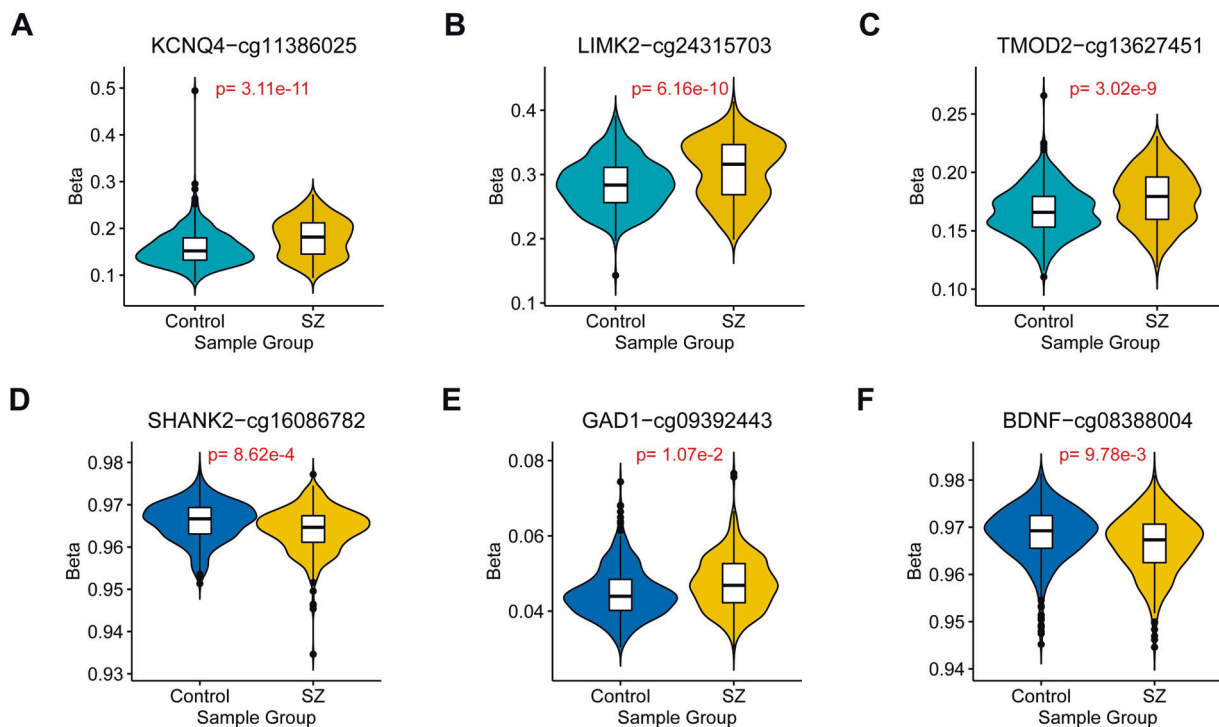 A
KCNQ4−cg11386025
p= 3.11e-11
0.5
0.4
0.3
0.2
0.1
Beta
Control SZ
Sample Group
B
LIMK2−cg24315703
p= 6.16e-10
0.4
0.3
0.2
0.1
Beta
Control SZ
Sample Group
C
TMOD2−cg13627451
p= 3.02e-9
0.25
0.20
0.15
0.10
Beta
Control SZ
Sample Group
D
SHANK2−cg16086782
p= 8.62e-4
0.98
0.97
0.96
0.95
0.94
0.93
Beta
Control SZ
Sample Group
E
GAD1−cg09392443
p= 1.07e-2
0.08
0.06
0.04
Beta
Control SZ
Sample Group
F
BDNF−cg08388004
p= 9.78e-3
0.98
0.97
0.96
0.95
0.94
Beta
Control SZ
Sample Group